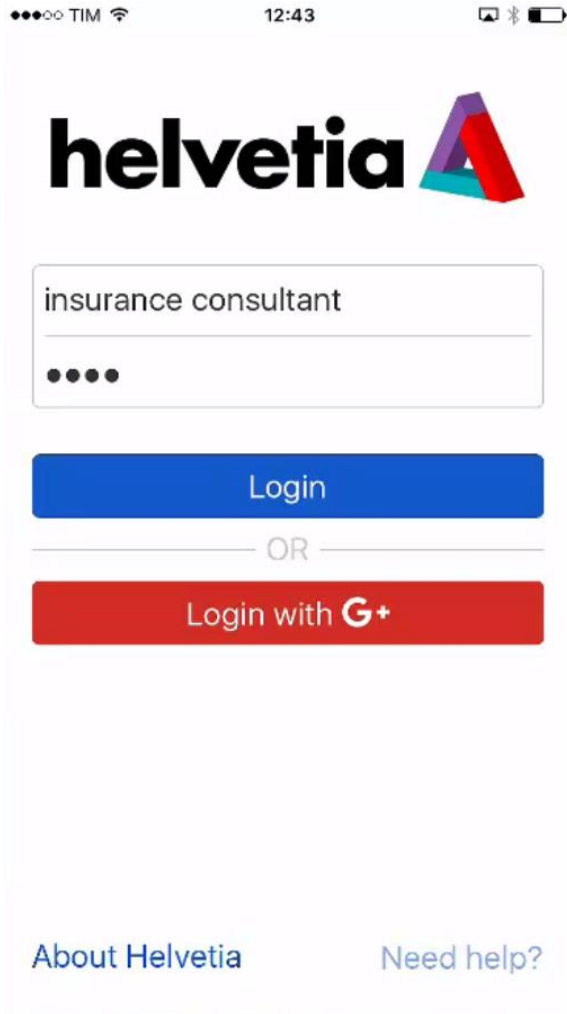 TIM 12:43
helvetia
insurance consultant
••••
Login
OR
Login with G+
About Helvetia Need help?